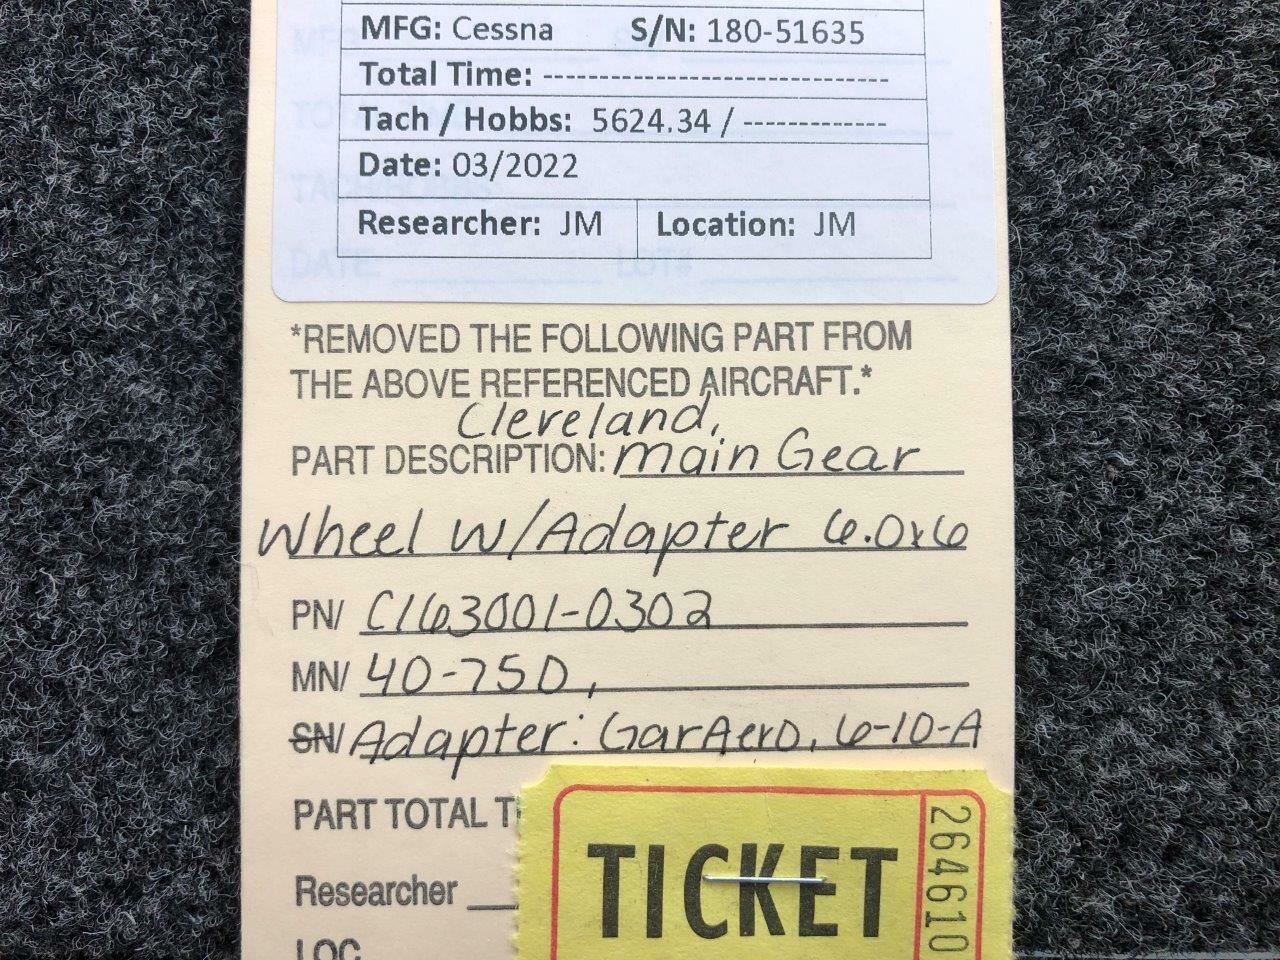 MFG: Cessna S/N: 180-51635
Total Time: ------------------------------
Tach / Hobbs: 5624.34 / -------------
Date: 03/2022
Researcher: JM Location: JM
DATE: LOT#
*REMOVED THE FOLLOWING PART FROM
THE ABOVE REFERENCED AIRCRAFT.*
Cleveland,
PART DESCRIPTION: Main Gear
Wheel w/Adapter 6.0x6
PN/ C163001-0302
MN/ 40-75D,
SN/ Adapter: GarAero, 6-10-A
PART TOTAL T
Researcher
LOC
TICKET
264610